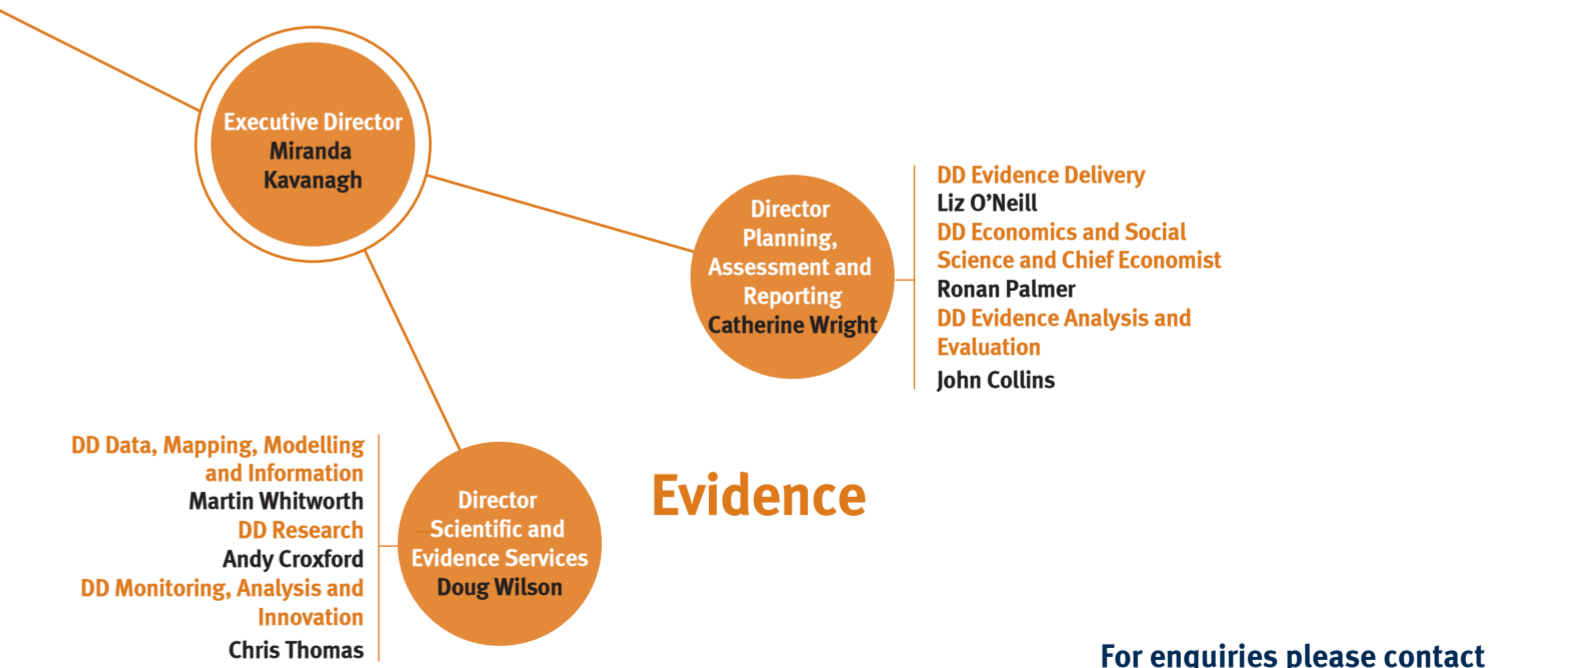 Executive Director
Miranda
Kavanagh
Director
Planning,
Assessment and
Reporting
Catherine Wright
DD Evidence Delivery
Liz O’Neill
DD Economics and Social
Science and Chief Economist
Ronan Palmer
DD Evidence Analysis and
Evaluation
John Collins
DD Data, Mapping, Modelling
and Information
Martin Whitworth
DD Research
Andy Croxford
DD Monitoring, Analysis and
Innovation
Chris Thomas
Director
Scientific and
Evidence Services
Doug Wilson
Evidence
For enquiries please contact